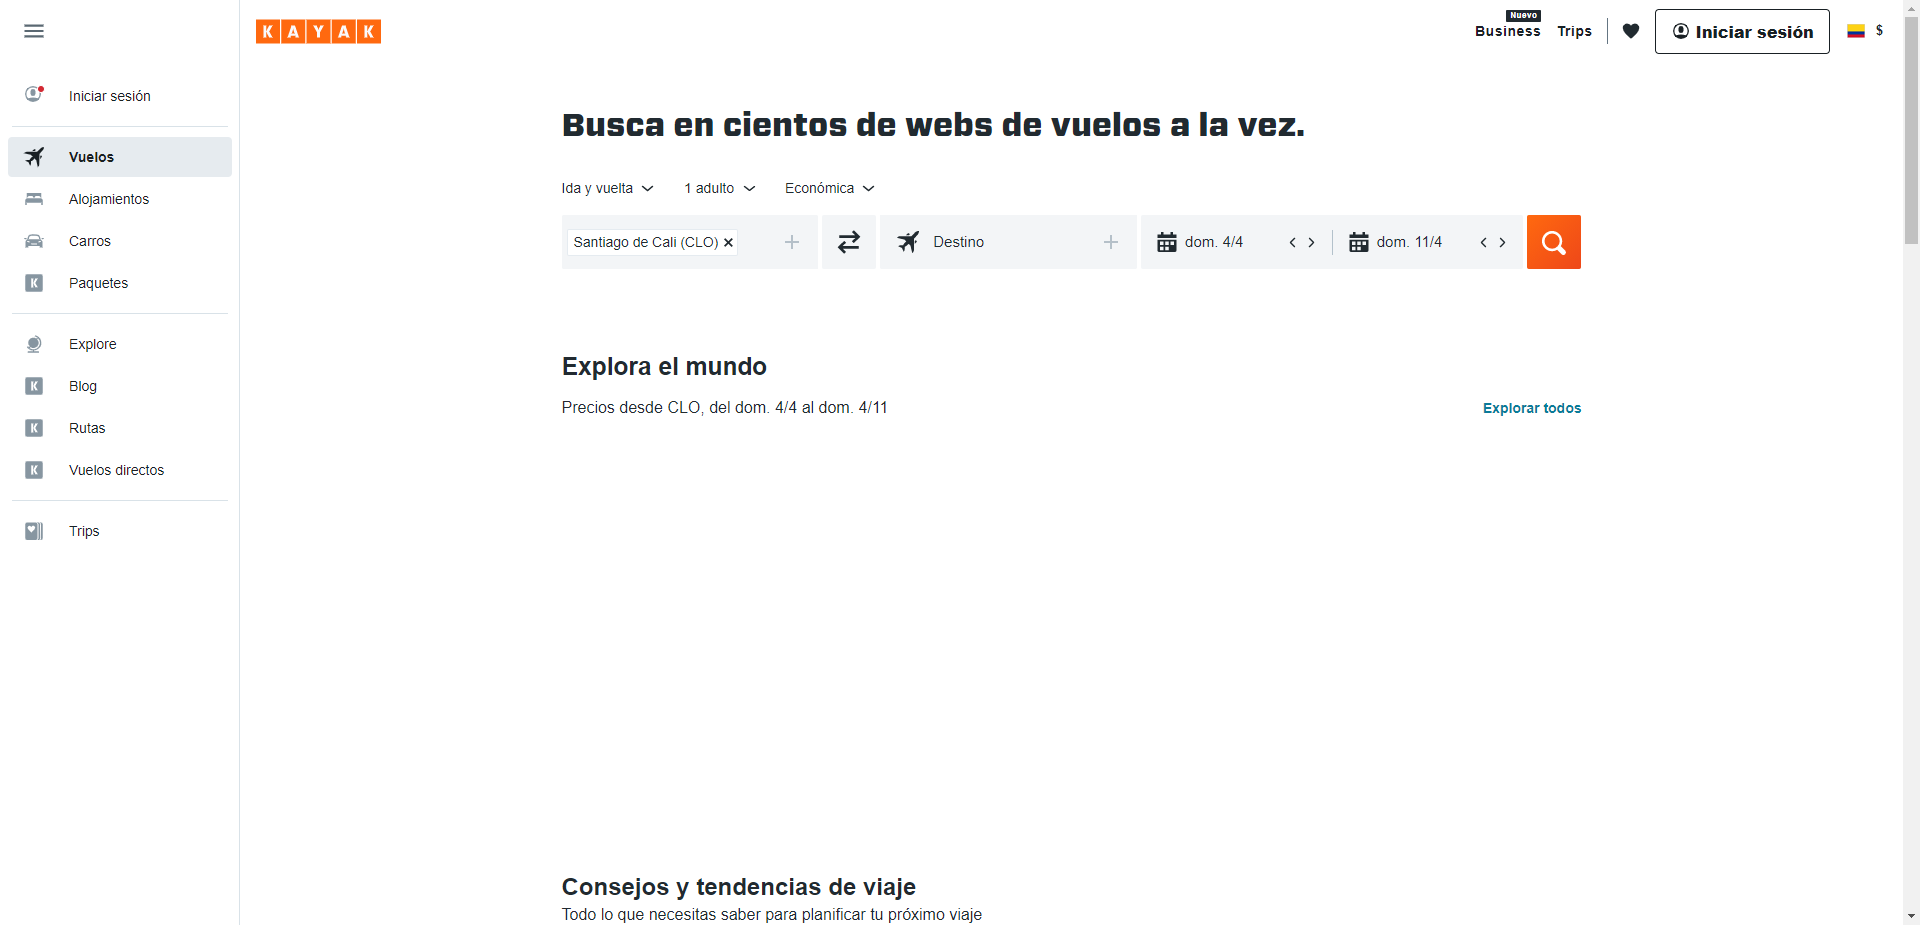 KAYAK
Nuevo
Business
Trips
Iniciar sesión
$
Iniciar sesión
Vuelos
Alojamientos
Carros
K
Paquetes
Explore
K
Blog
K
Rutas
K
Vuelos directos
Trips
Busca en cientos de webs de vuelos a la vez.
Ida y vuelta
1 adulto
Económica
Santiago de Cali (CLO)
Destino
dom. 4/4
dom. 11/4
Explora el mundo
Precios desde CLO, del dom. 4/4 al dom. 4/11
Explorar todos
Consejos y tendencias de viaje
Todo lo que necesitas saber para planificar tu próximo viaje